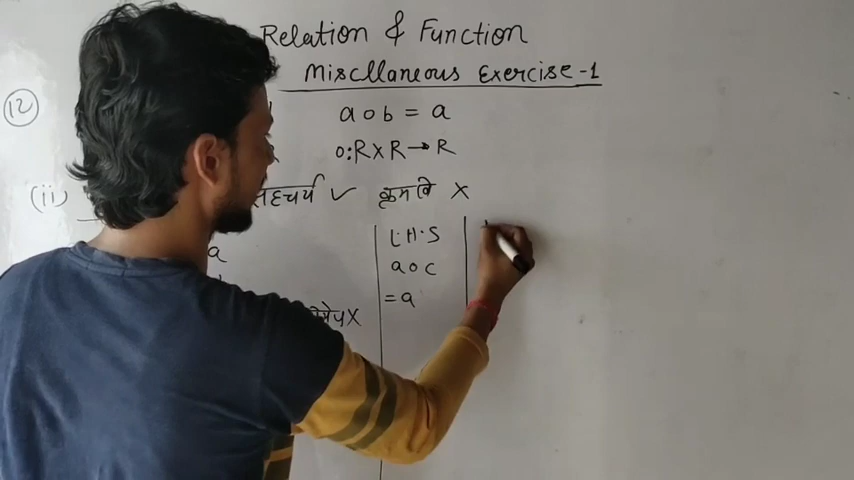 Relation & Function
Miscllaneous Exercise-1
12
a o b = a
o:R×R→R
(ii) सहचर्य ✓ क्रमवि ×
a
L.H.S
a o c
= a
×